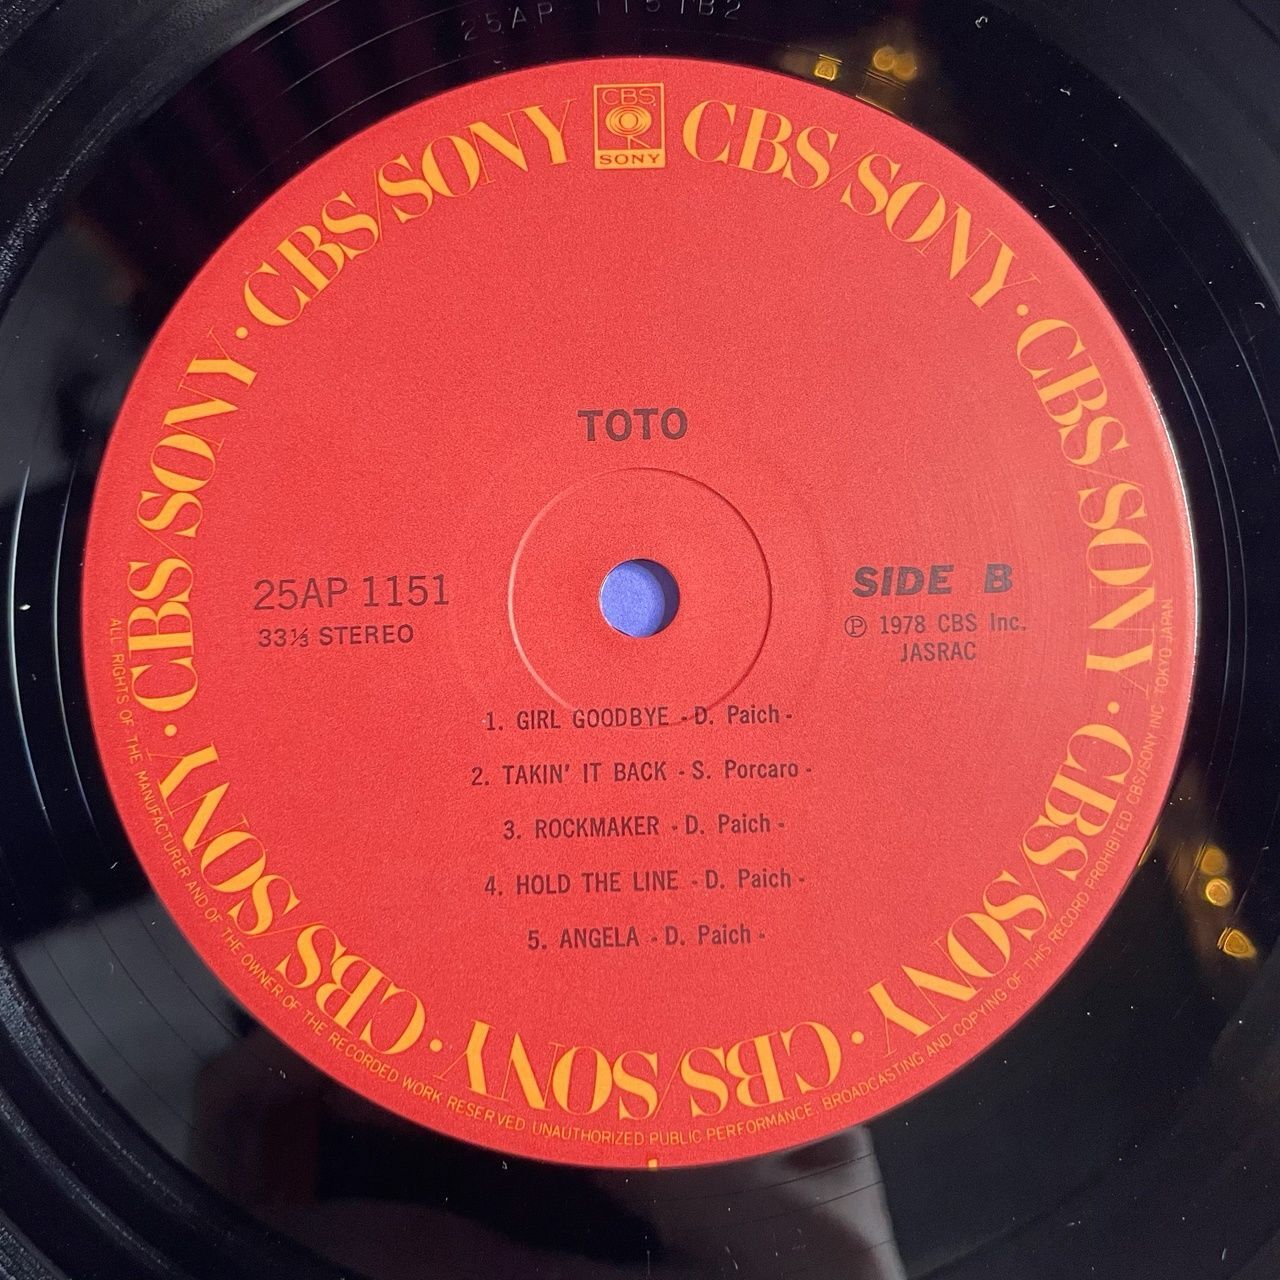 25AP 1151B2
CBS
SONY
CBS/SONY · CBS/SONY · CBS/SONY · CBS/SONY · CBS/SONY · CBS/SONY · CBS/SONY · CBS/SONY
TOTO
25AP 1151
33⅓ STEREO
SIDE B
Ⓟ 1978 CBS Inc.
JASRAC
1. GIRL GOODBYE - D. Paich -
2. TAKIN' IT BACK - S. Porcaro -
3. ROCKMAKER - D. Paich -
4. HOLD THE LINE - D. Paich -
5. ANGELA - D. Paich -
ALL RIGHTS OF THE MANUFACTURER AND OF THE OWNER OF THE RECORDED WORK RESERVED UNAUTHORIZED PUBLIC PERFORMANCE. BROADCASTING AND COPYING OF THIS RECORD PROHIBITED CBS/SONY INC TOKYO JAPAN